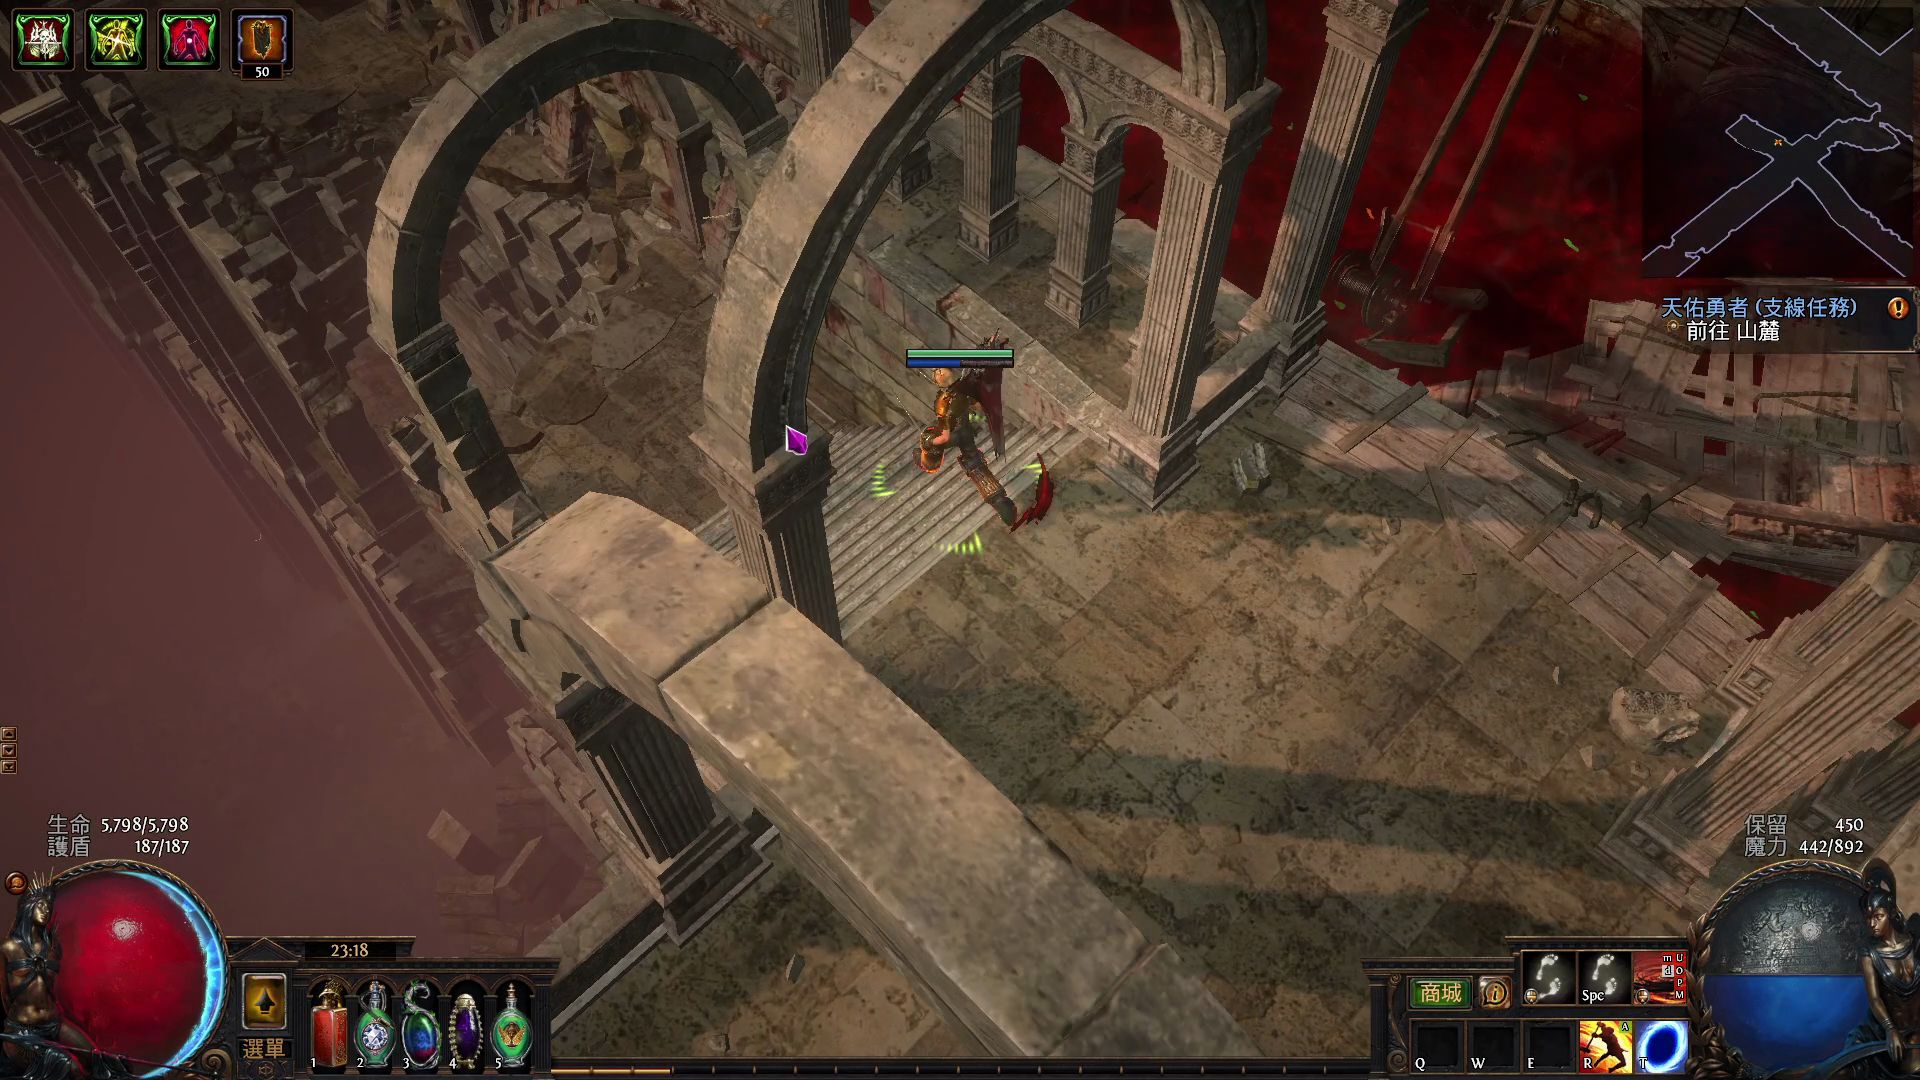 50
天佑勇者 (支線任務)
前往 山麓
生命 5,798/5,798
護盾 187/187
保留 450
魔力 442/892
23:18
選單
1 2 3 4 5
商城
Spc
m U
d O
P
M
Q W E R A T